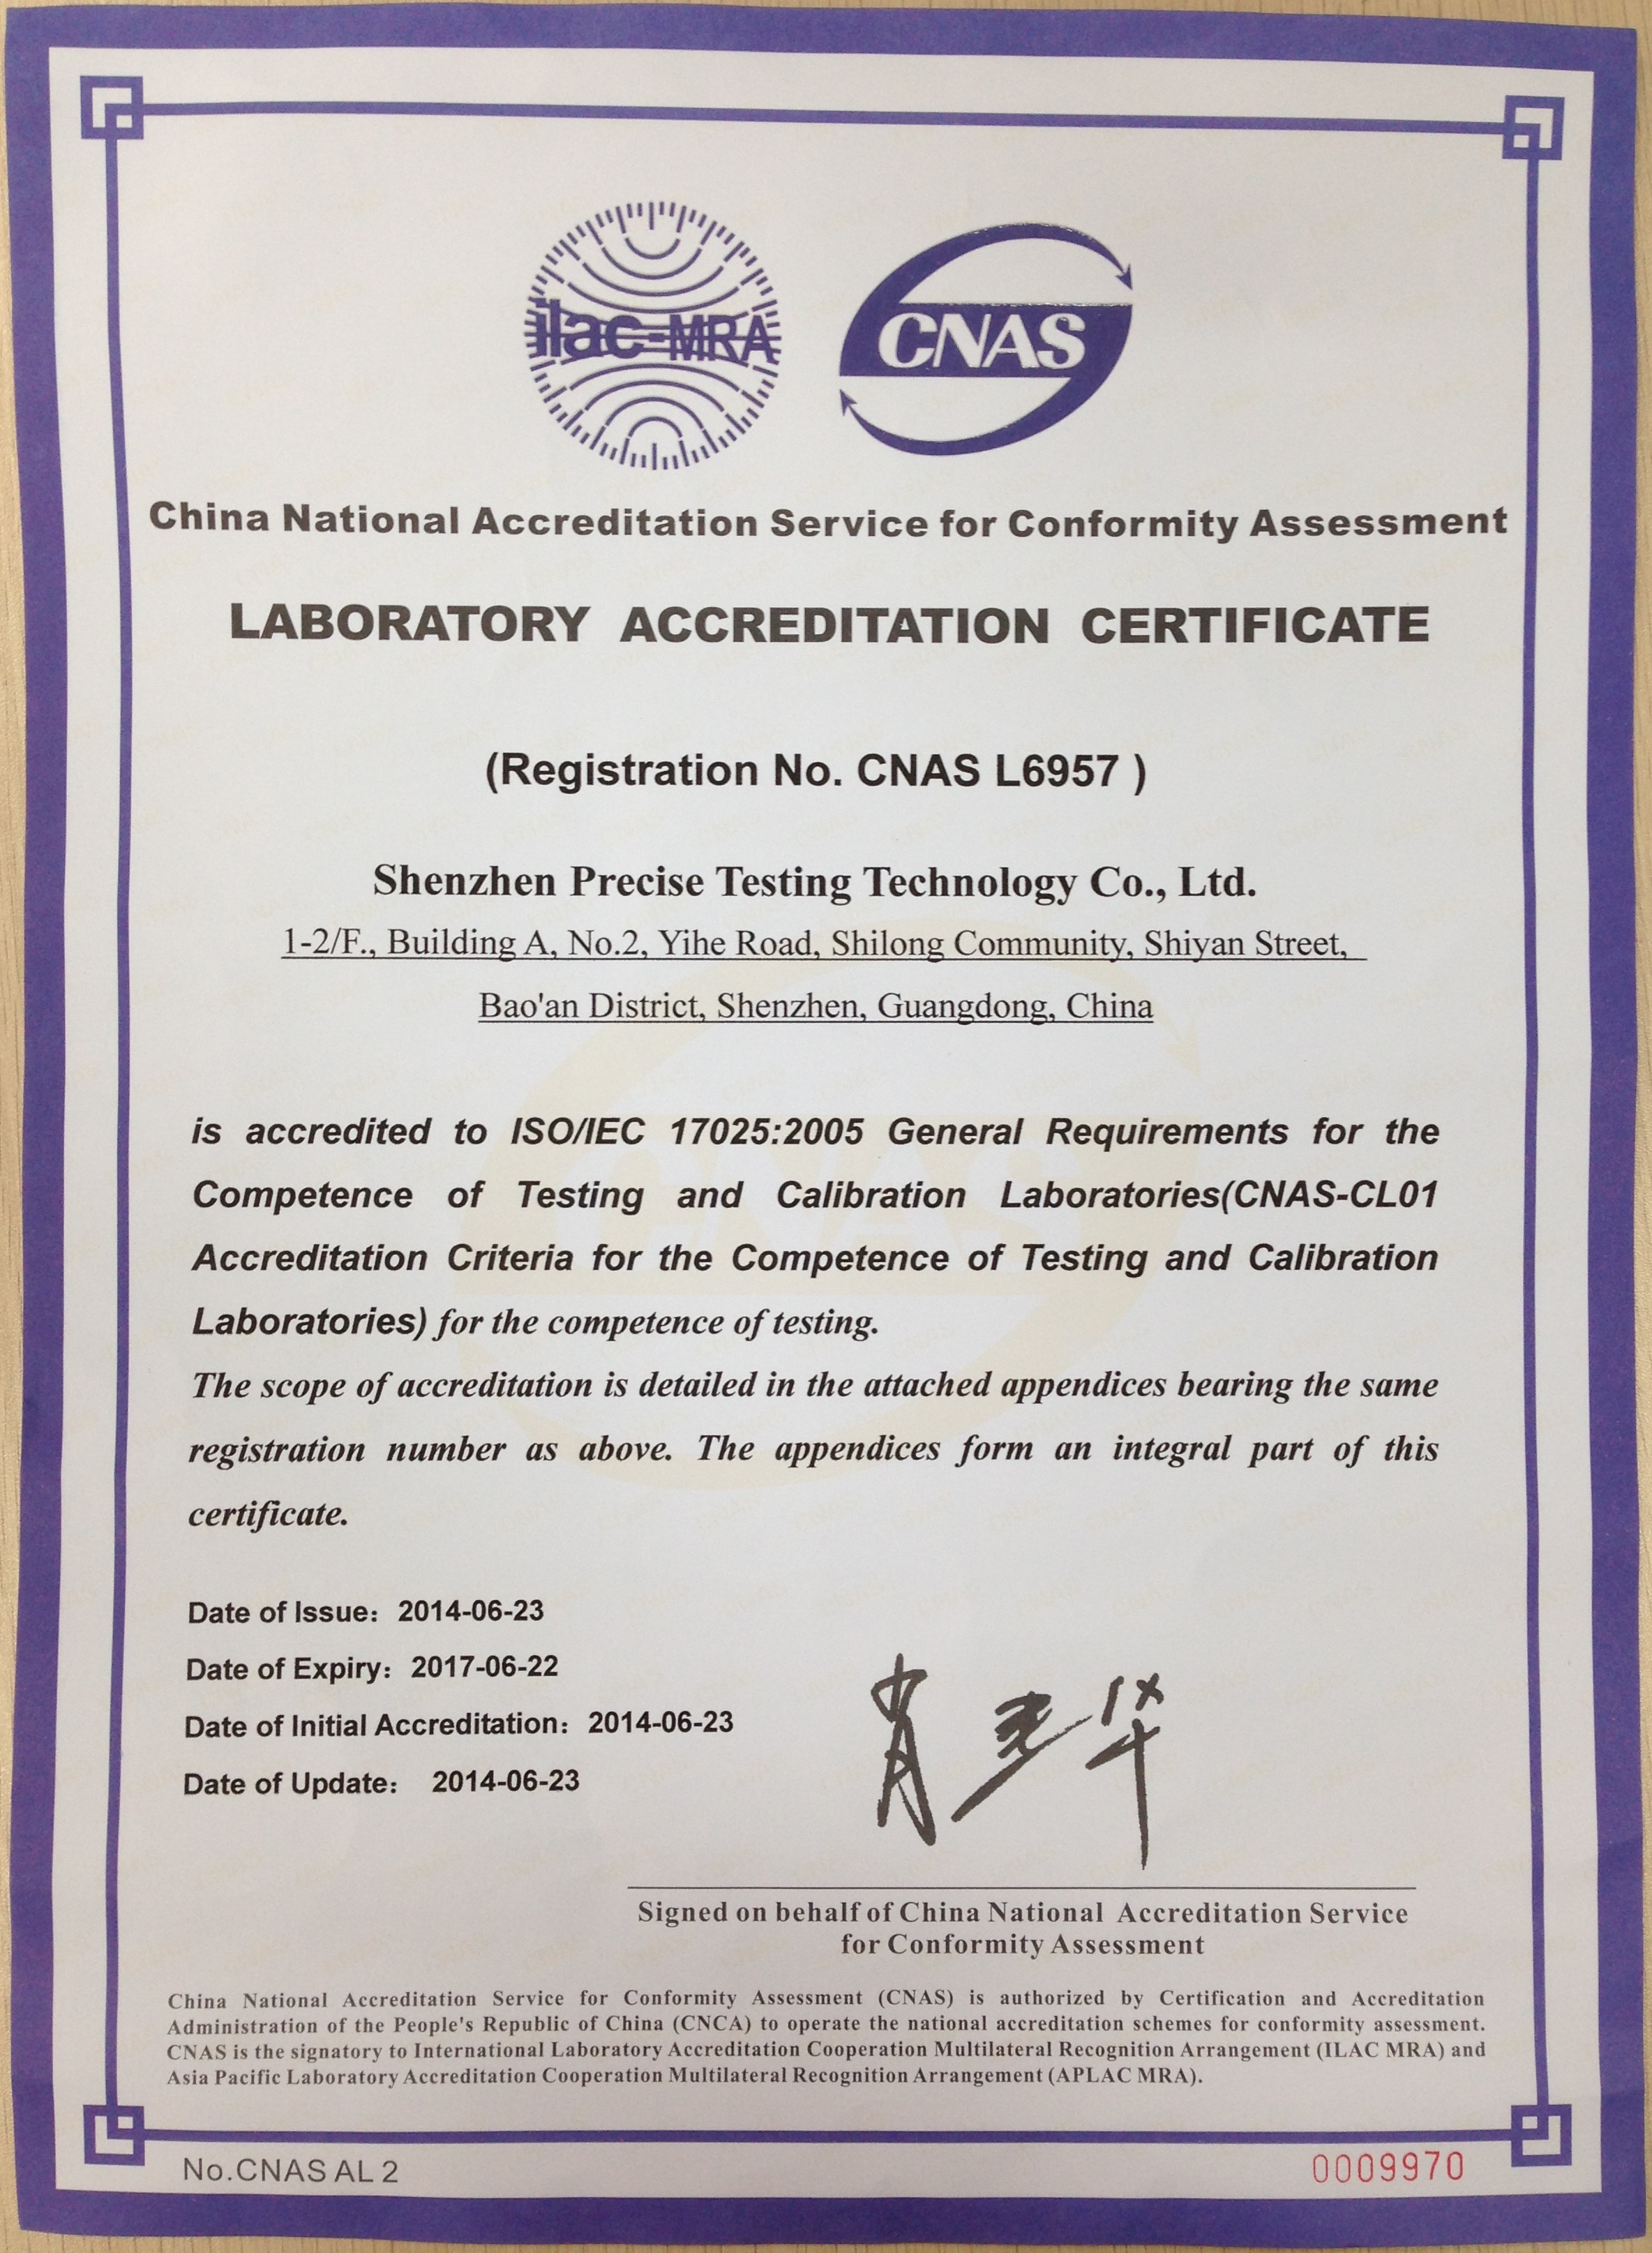 ilac-MRA
CNAS
China National Accreditation Service for Conformity Assessment
LABORATORY ACCREDITATION CERTIFICATE
(Registration No. CNAS L6957 )
Shenzhen Precise Testing Technology Co., Ltd.
1-2/F., Building A, No.2, Yihe Road, Shilong Community, Shiyan Street,
Bao'an District, Shenzhen, Guangdong, China
is accredited to ISO/IEC 17025:2005 General Requirements for the
Competence of Testing and Calibration Laboratories(CNAS-CL01
Accreditation Criteria for the Competence of Testing and Calibration
Laboratories) for the competence of testing.
The scope of accreditation is detailed in the attached appendices bearing the same
registration number as above. The appendices form an integral part of this
certificate.
Date of Issue：2014-06-23
Date of Expiry：2017-06-22
Date of Initial Accreditation：2014-06-23
Date of Update： 2014-06-23
Signed on behalf of China National Accreditation Service
for Conformity Assessment
China National Accreditation Service for Conformity Assessment (CNAS) is authorized by Certification and Accreditation
Administration of the People's Republic of China (CNCA) to operate the national accreditation schemes for conformity assessment.
CNAS is the signatory to International Laboratory Accreditation Cooperation Multilateral Recognition Arrangement (ILAC MRA) and
Asia Pacific Laboratory Accreditation Cooperation Multilateral Recognition Arrangement (APLAC MRA).
No.CNAS AL 2
0009970